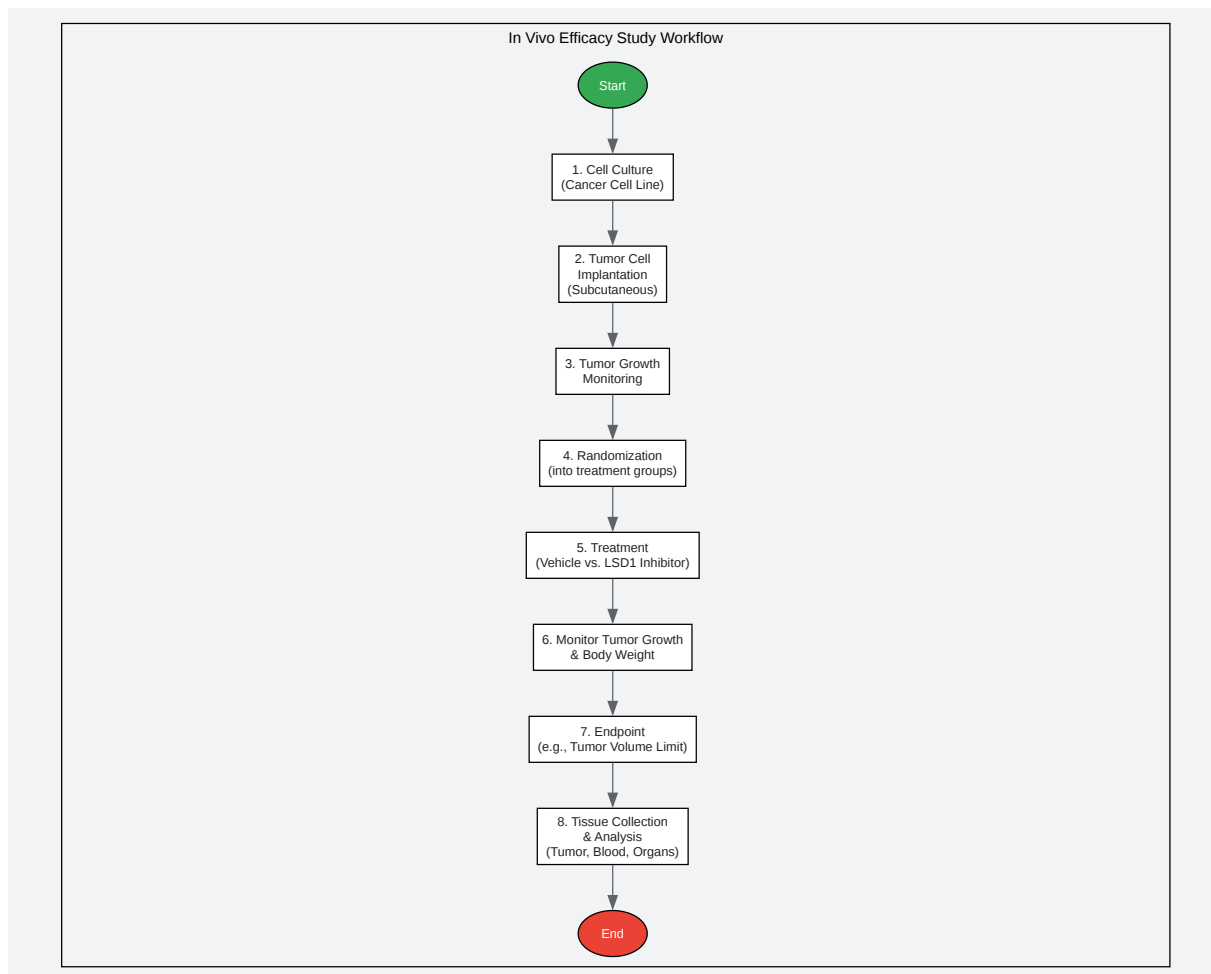 In Vivo Efficacy Study Workflow
Start
1. Cell Culture
(Cancer Cell Line)
2. Tumor Cell
Implantation
(Subcutaneous)
3. Tumor Growth
Monitoring
4. Randomization
(into treatment groups)
5. Treatment
(Vehicle vs. LSD1 Inhibitor)
6. Monitor Tumor Growth
& Body Weight
7. Endpoint
(e.g., Tumor Volume Limit)
8. Tissue Collection
& Analysis
(Tumor, Blood, Organs)
End